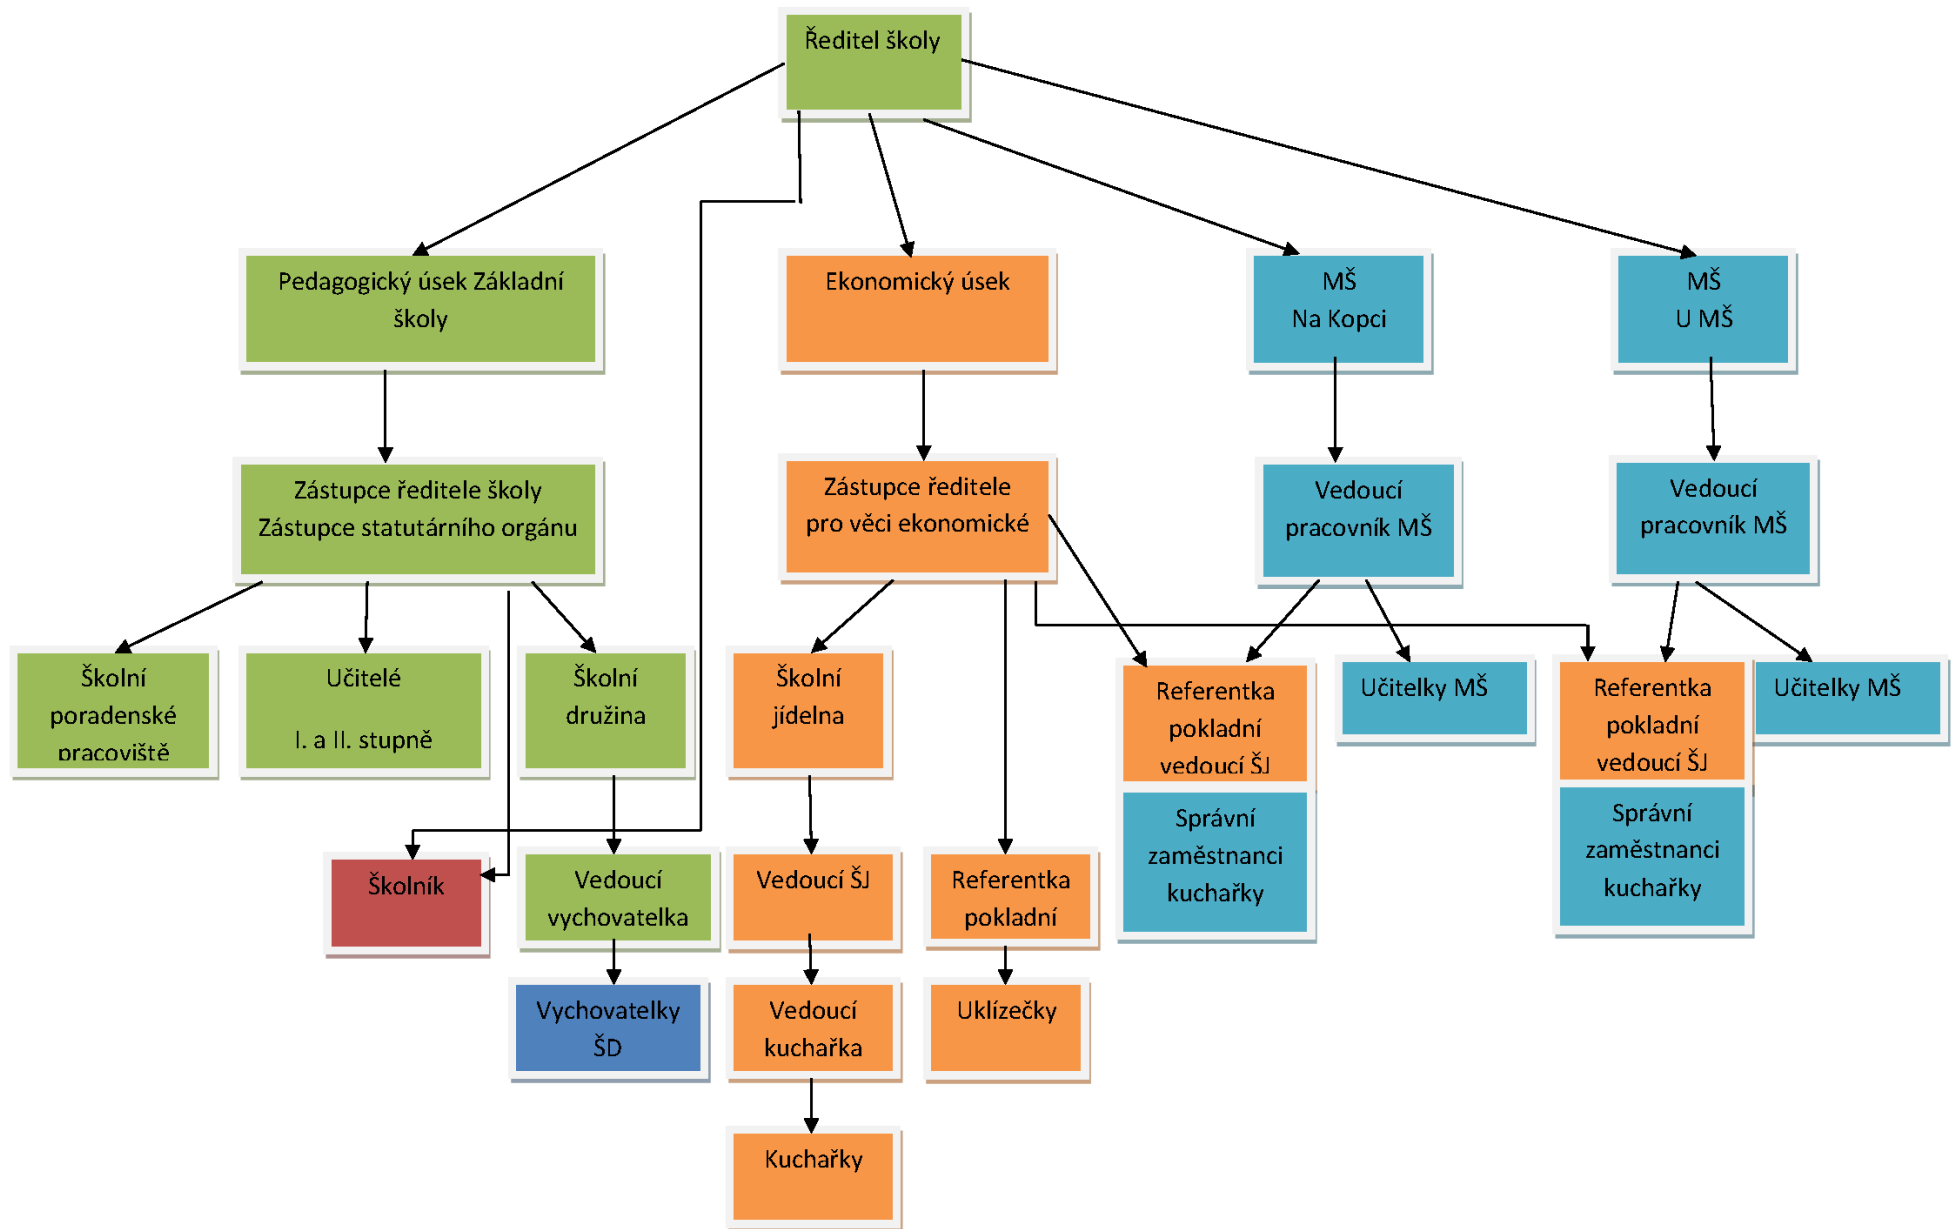 Ředitel školy
Pedagogický úsek Základní
školy
Ekonomický úsek
MŠ
Na Kopci
MŠ
U MŠ
Zástupce ředitele školy
Zástupce statutárního orgánu
Zástupce ředitele
pro věci ekonomické
Vedoucí
pracovník MŠ
Vedoucí
pracovník MŠ
Školní
poradenské
pracoviště
Učitelé
I. a II. stupně
Školní
družina
Školní
jídelna
Referentka
pokladní
vedoucí ŠJ
Učitelky MŠ
Referentka
pokladní
vedoucí ŠJ
Učitelky MŠ
Správní
zaměstnanci
kuchařky
Správní
zaměstnanci
kuchařky
Školník
Vedoucí
vychovatelka
Vedoucí ŠJ
Referentka
pokladní
Vychovatelky
ŠD
Vedoucí
kuchařka
Uklízečky
Kuchařky